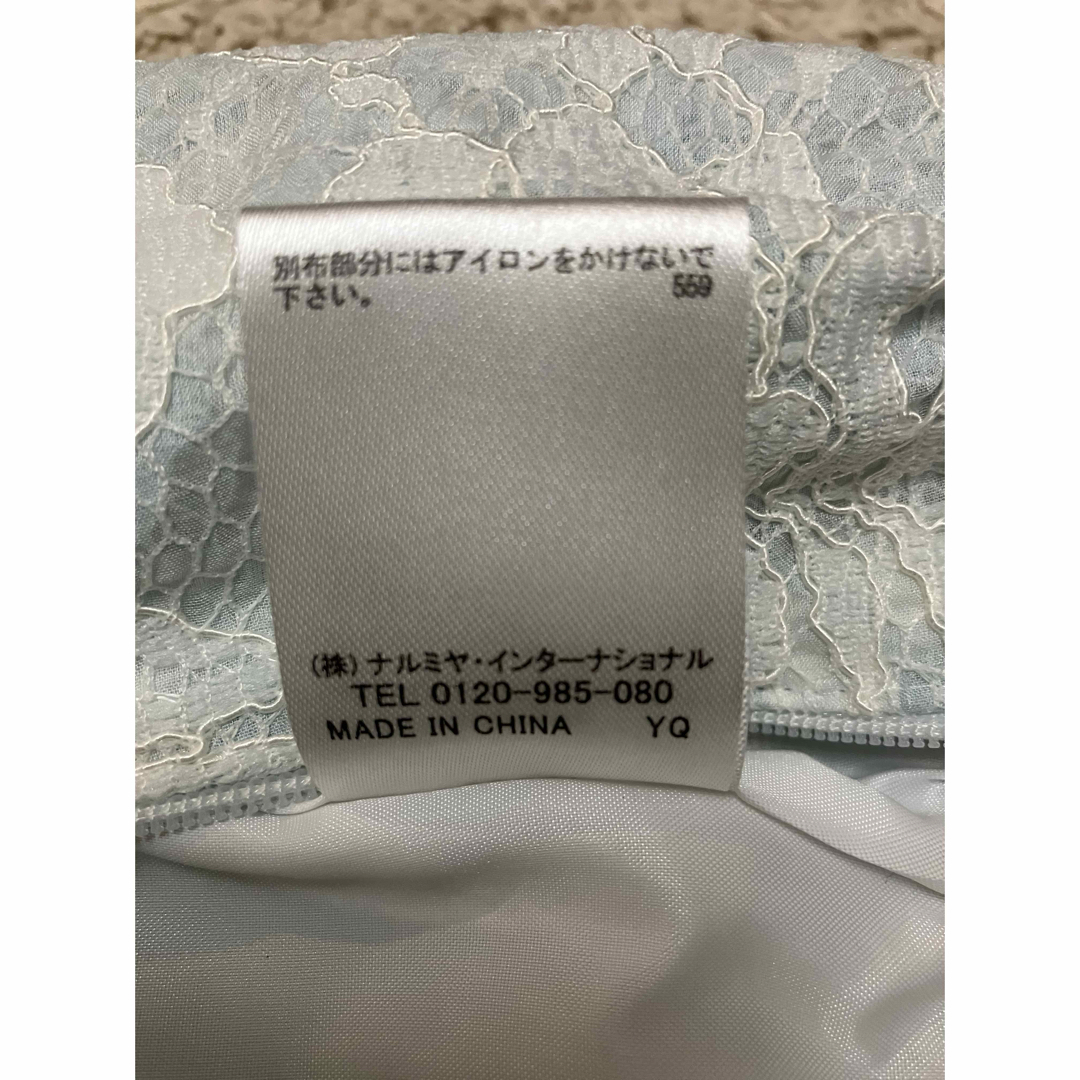 別布部分にはアイロンをかけないで
下さい。 559
(株)ナルミヤ・インターナショナル
TEL 0120-985-080
MADE IN CHINA YQ